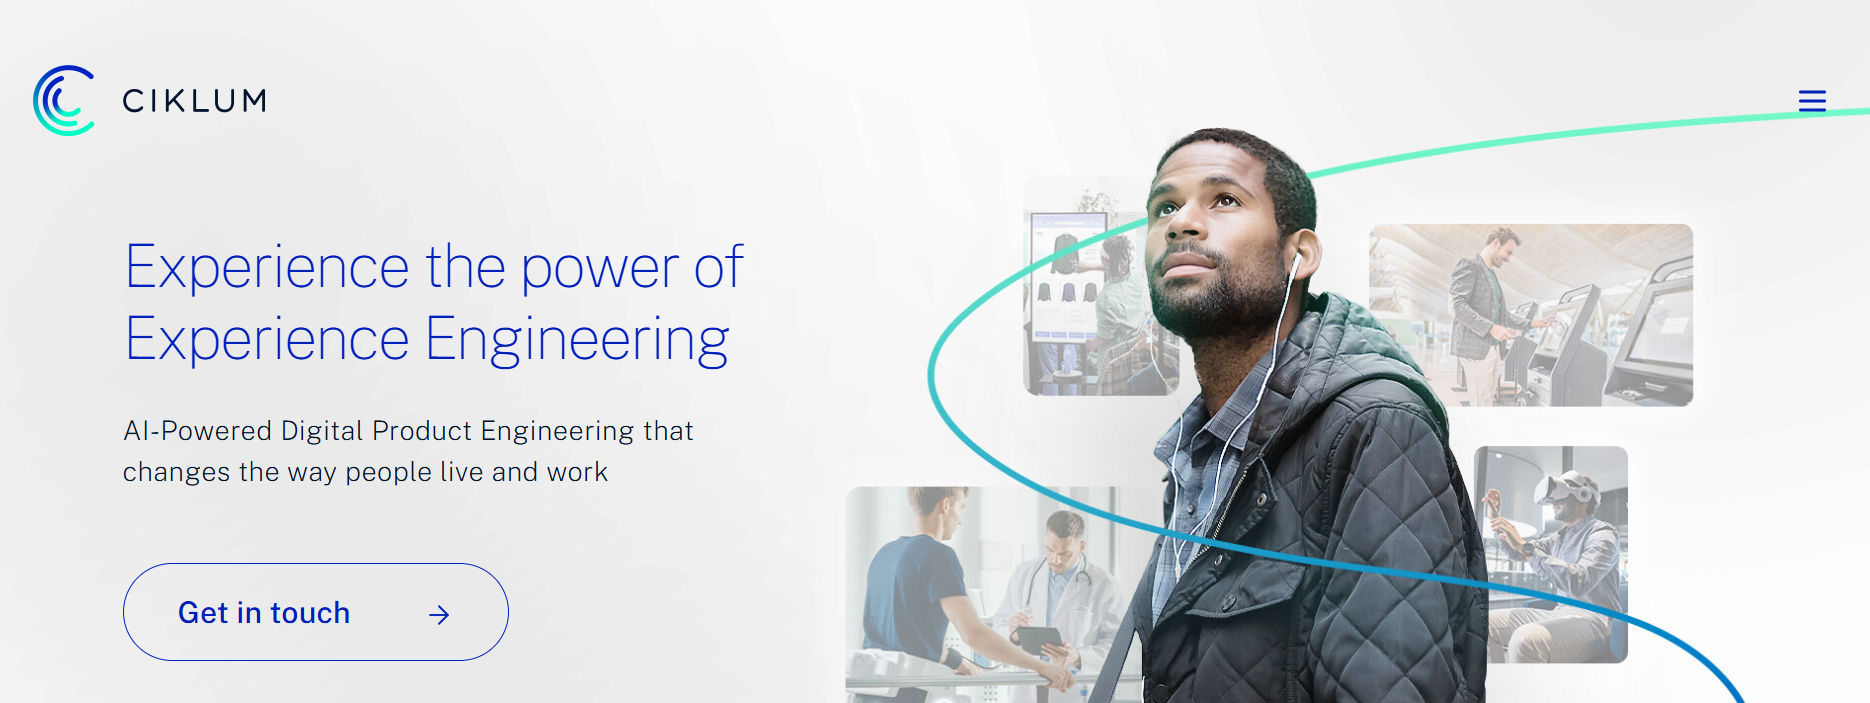 CIKLUM
Experience the power of
Experience Engineering
AI-Powered Digital Product Engineering that
changes the way people live and work
Get in touch